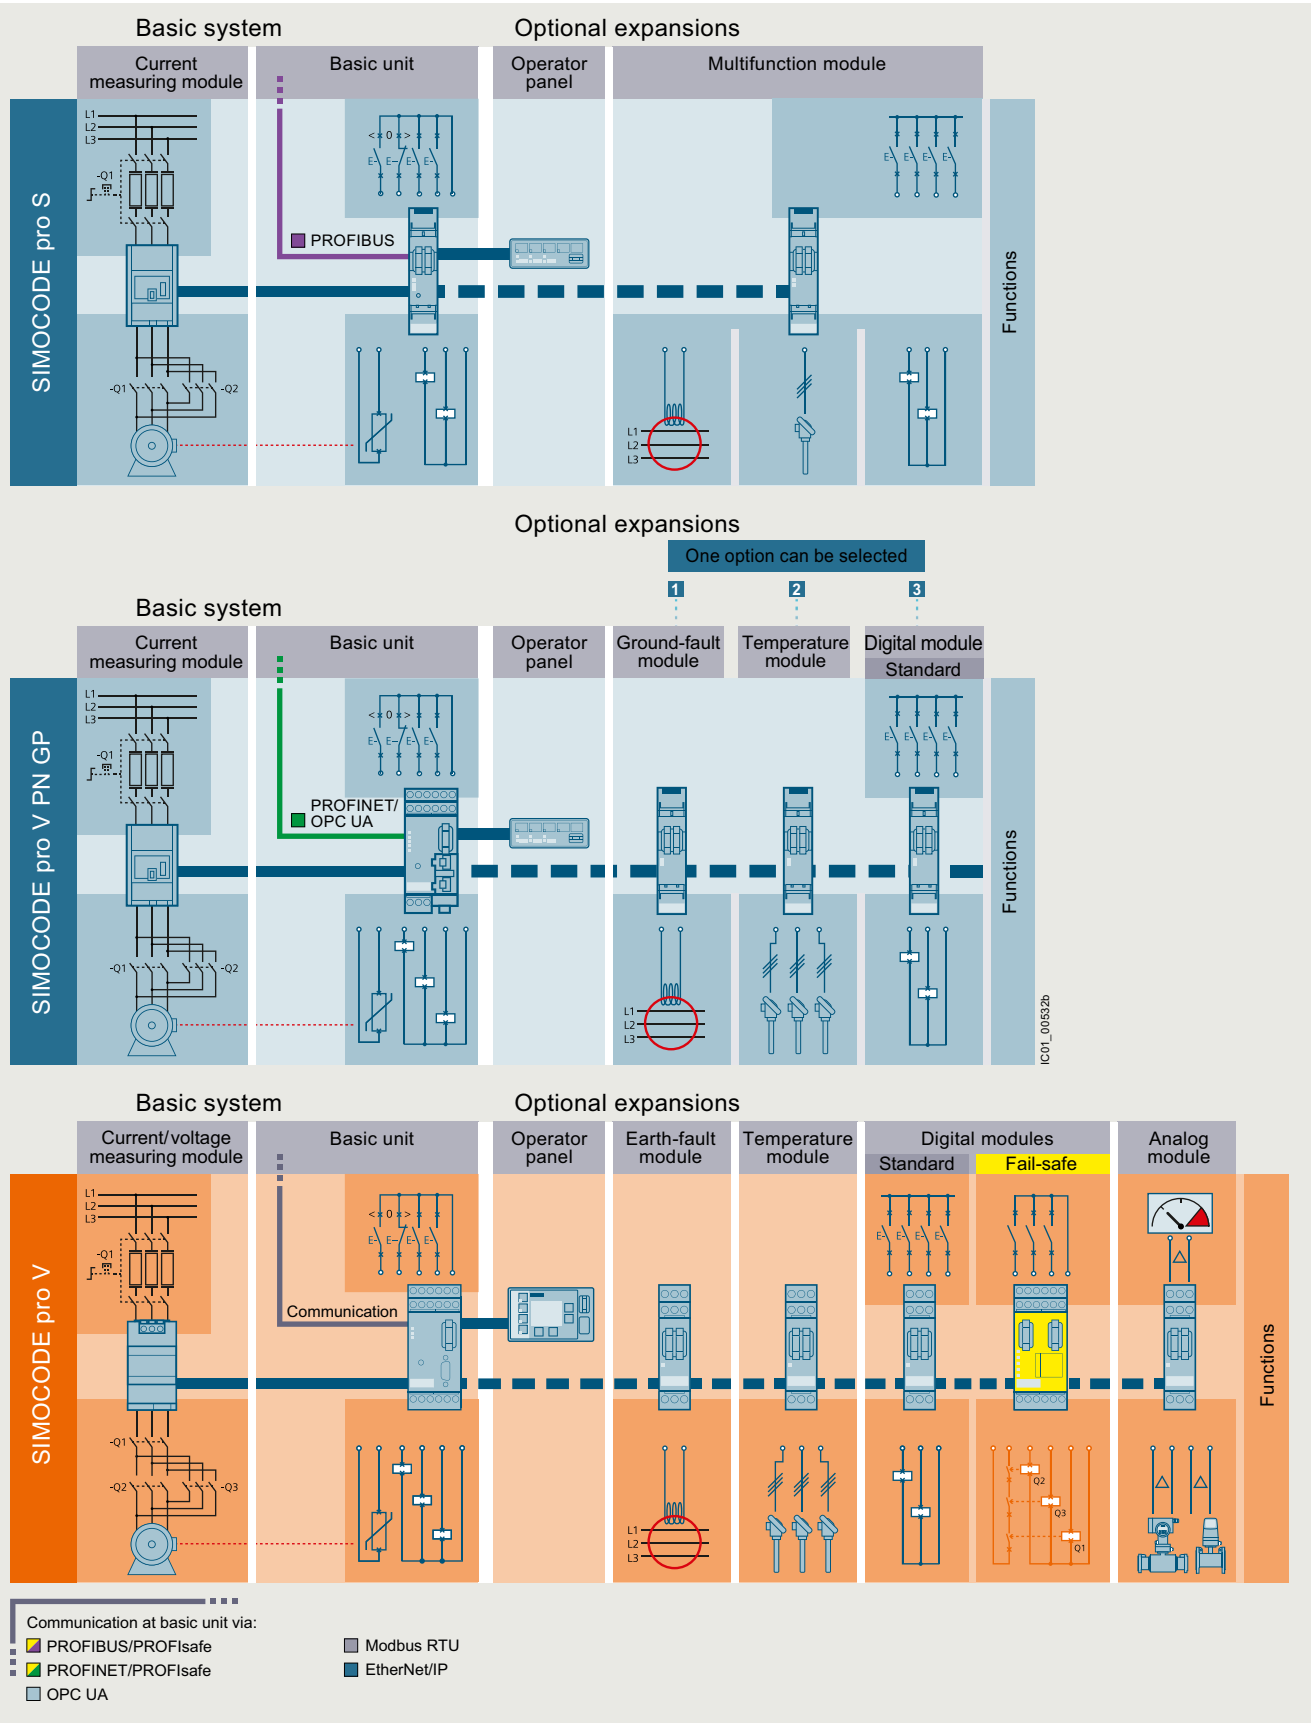 Basic system
Optional expansions
Current
measuring module
Basic unit
Operator
panel
Multifunction module
SIMOCODE pro S
L1
L2
L3
-Q1
< 0 >
E- E- E- E-
E- E- E- E-
PROFIBUS
Functions
-Q1
-Q2
L1
L2
L3
Optional expansions
One option can be selected
1 2 3
Basic system
Current
measuring module
Basic unit
Operator
panel
Ground-fault
module
Temperature
module
Digital module
Standard
SIMOCODE pro V PN GP
L1
L2
L3
-Q1
< 0 >
E- E- E- E-
E- E- E- E-
PROFINET/
OPC UA
Functions
-Q1
-Q2
L1
L2
L3
IC01_00532b
Basic system
Optional expansions
Current/voltage
measuring module
Basic unit
Operator
panel
Earth-fault
module
Temperature
module
Digital modules
Standard
Fail-safe
Analog
module
SIMOCODE pro V
L1
L2
L3
-Q1
< 0 >
E- E- E- E-
E- E- E- E-
Communication
Functions
-Q1
-Q2
-Q3
L1
L2
L3
Q2
Q3
Q1
Communication at basic unit via:
PROFIBUS/PROFIsafe
PROFINET/PROFIsafe
OPC UA
Modbus RTU
EtherNet/IP